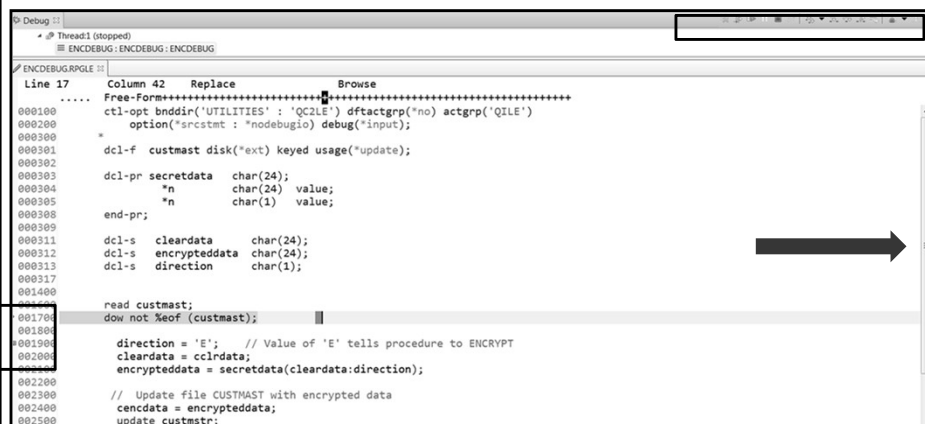 Debug
Thread:1 (stopped)
ENCDEBUG : ENCDEBUG : ENCDEBUG
ENCDEBUG.RPGLE
Line 17 Column 42 Replace Browse
..... Free-Form+++++++++++++++++++++++++++++++++++++++++++++++++++++++++++++++++
000100 ctl-opt bnddir('UTILITIES' : 'QC2LE') dftactgrp(*no) actgrp('QILE')
000200 option(*srcstmt : *nodebugio) debug(*input);
000300 *
000301 dcl-f custmast disk(*ext) keyed usage(*update);
000302
000303 dcl-pr secretdata char(24);
000304 *n char(24) value;
000305 *n char(1) value;
000308 end-pr;
000309
000311 dcl-s cleardata char(24);
000312 dcl-s encrypteddata char(24);
000313 dcl-s direction char(1);
000317
001400
001600 read custmast;
001700 dow not %eof (custmast);
001800
001900 direction = 'E'; // Value of 'E' tells procedure to ENCRYPT
002000 cleardata = cclrdata;
002100 encrypteddata = secretdata(cleardata:direction);
002200
002300 // Update file CUSTMAST with encrypted data
002400 cencdata = encrypteddata;
002500 update custmstr;